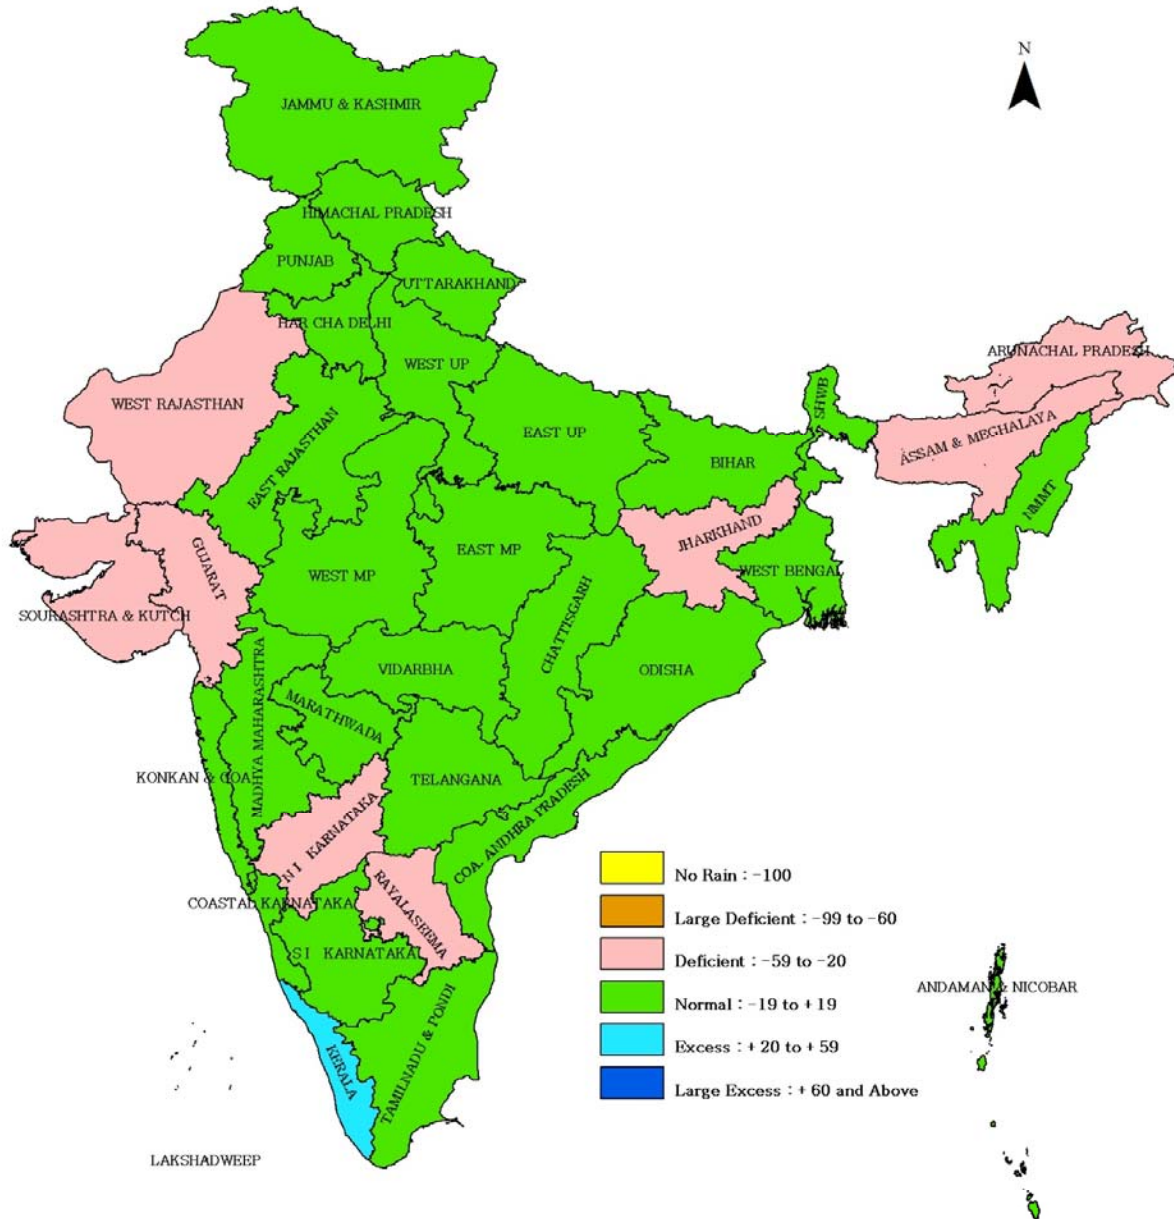 N
JAMMU & KASHMIR
HIMACHAL PRADESH
PUNJAB
UTTARAKHAND
HAR CHA DELHI
WEST UP
ARUNACHAL PRADESH
WEST RAJASTHAN
SHWB
EAST RAJASTHAN
EAST UP
ASSAM & MEGHALAYA
BIHAR
NMMT
JHARKHAND
EAST MP
GUJARAT
WEST MP
WEST BENGAL
SOURASHTRA & KUTCH
CHATTISGARH
VIDARBHA
ODISHA
MADHYA MAHARASHTRA
MARATHWADA
KONKAN & GOA
TELANGANA
COA. ANDHRA PRADESH
N I KARNATAKA
RAYALASEEMA
COASTAL KARNATAKA
S I KARNATAKA
TAMILNADU & PONDI
KERALA
LAKSHADWEEP
ANDAMAN & NICOBAR
No Rain : -100
Large Deficient : -99 to -60
Deficient : -59 to -20
Normal : -19 to +19
Excess : +20 to +59
Large Excess : +60 and Above